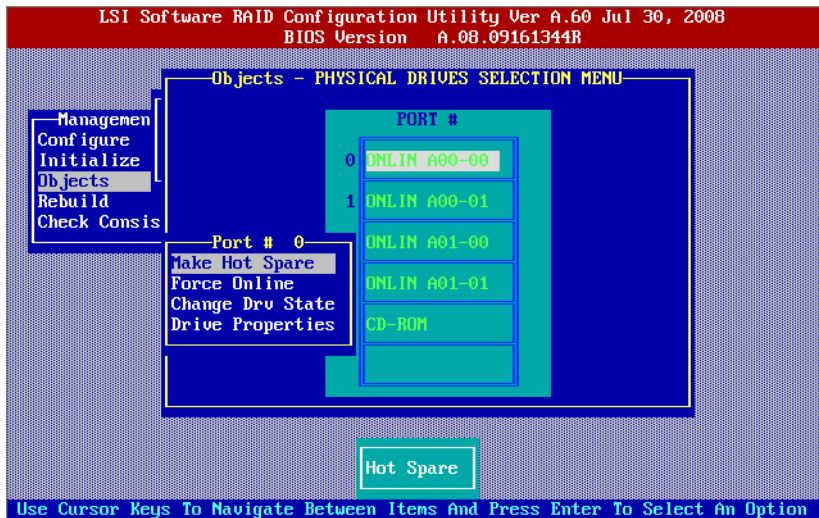 LSI Software RAID Configuration Utility Ver A.60 Jul 30, 2008
BIOS Version A.08.09161344R
Objects - PHYSICAL DRIVES SELECTION MENU
Managemen
Configure
Initialize
Objects
Rebuild
Check Consis
PORT #
0 ONLIN A00-00
1 ONLIN A00-01
ONLIN A01-00
ONLIN A01-01
CD-ROM
Port # 0
Make Hot Spare
Force Online
Change Drv State
Drive Properties
Hot Spare
Use Cursor Keys To Navigate Between Items And Press Enter To Select An Option